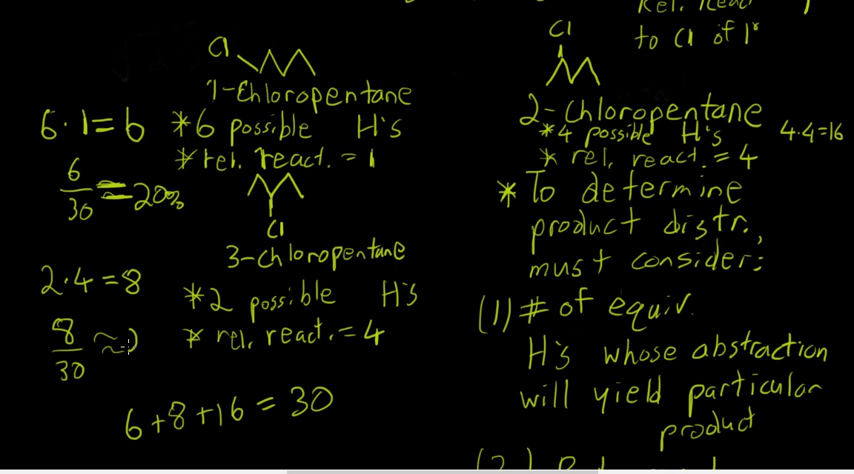 Rel. React
to Cl of 1°
Cl
1-Chloropentane
6·1=6
*6 possible H's
*rel. react. = 1
6/30 = 20%
Cl
3-chloropentane
2·4=8
*2 possible H's
* rel. react. = 4
8/30 ≈
6+8+16=30
Cl
2-chloropentane
*4 possible H's
4·4=16
* rel. react. = 4
* To determine
product distr.,
must consider:
(1) # of equiv.
H's whose abstraction
will yield particular
product